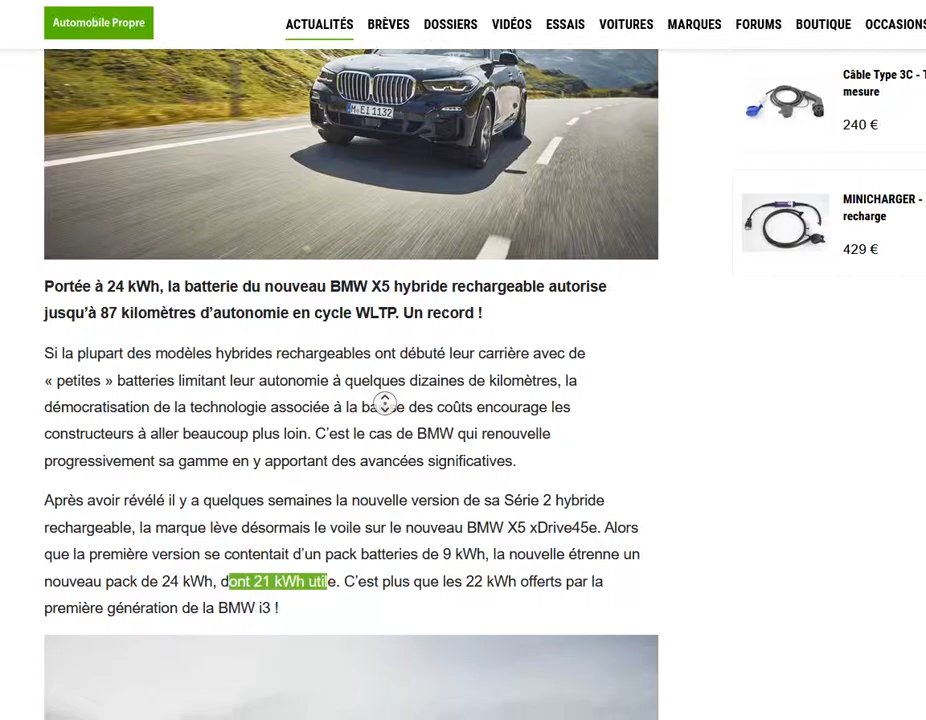 Automobile Propre
ACTUALITÉS BRÈVES DOSSIERS VIDÉOS ESSAIS VOITURES MARQUES FORUMS BOUTIQUE OCCASIONS
Câble Type 3C - T
mesure
240 €
MINICHARGER -
recharge
429 €
M-EI 1132
Portée à 24 kWh, la batterie du nouveau BMW X5 hybride rechargeable autorise
jusqu’à 87 kilomètres d’autonomie en cycle WLTP. Un record !
Si la plupart des modèles hybrides rechargeables ont débuté leur carrière avec de
« petites » batteries limitant leur autonomie à quelques dizaines de kilomètres, la
démocratisation de la technologie associée à la des coûts encourage les
constructeurs à aller beaucoup plus loin. C’est le cas de BMW qui renouvelle
progressivement sa gamme en y apportant des avancées significatives.
Après avoir révélé il y a quelques semaines la nouvelle version de sa Série 2 hybride
rechargeable, la marque lève désormais le voile sur le nouveau BMW X5 xDrive45e. Alors
que la première version se contentait d’un pack batteries de 9 kWh, la nouvelle étrenne un
nouveau pack de 24 kWh, dont 21 kWh utile. C’est plus que les 22 kWh offerts par la
première génération de la BMW i3 !